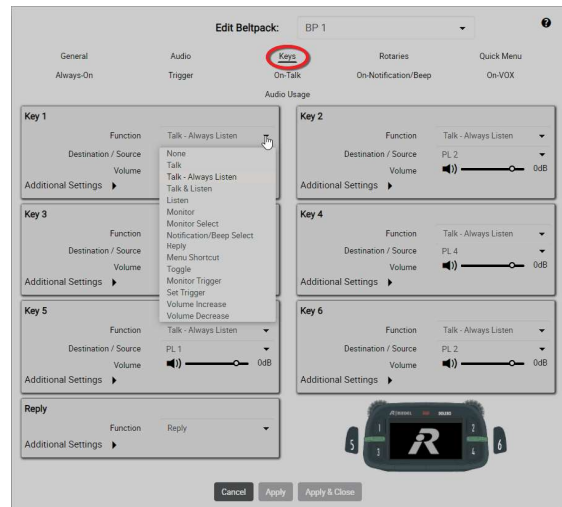 Edit Beltpack: BP 1
General Audio Keys Rotaries Quick Menu
Always-On Trigger On-Talk On-Notification/Beep On-VOX
Audio Usage
Key 1
Function Talk - Always Listen
Destination / Source
Volume
Additional Settings
None
Talk
Talk - Always Listen
Talk & Listen
Listen
Monitor
Monitor Select
Notification/Beep Select
Reply
Menu Shortcut
Toggle
Monitor Trigger
Set Trigger
Volume Increase
Volume Decrease
Key 2
Function Talk - Always Listen
Destination / Source PL 2
Volume 0dB
Additional Settings
Key 3
Function
Destination / Source
Volume
Additional Settings
Key 4
Function Talk - Always Listen
Destination / Source PL 4
Volume 0dB
Additional Settings
Key 5
Function Talk - Always Listen
Destination / Source PL 1
Volume 0dB
Additional Settings
Key 6
Function Talk - Always Listen
Destination / Source PL 2
Volume 0dB
Additional Settings
Reply
Function Reply
Additional Settings
1 2
5 3 4 6
Cancel Apply Apply & Close